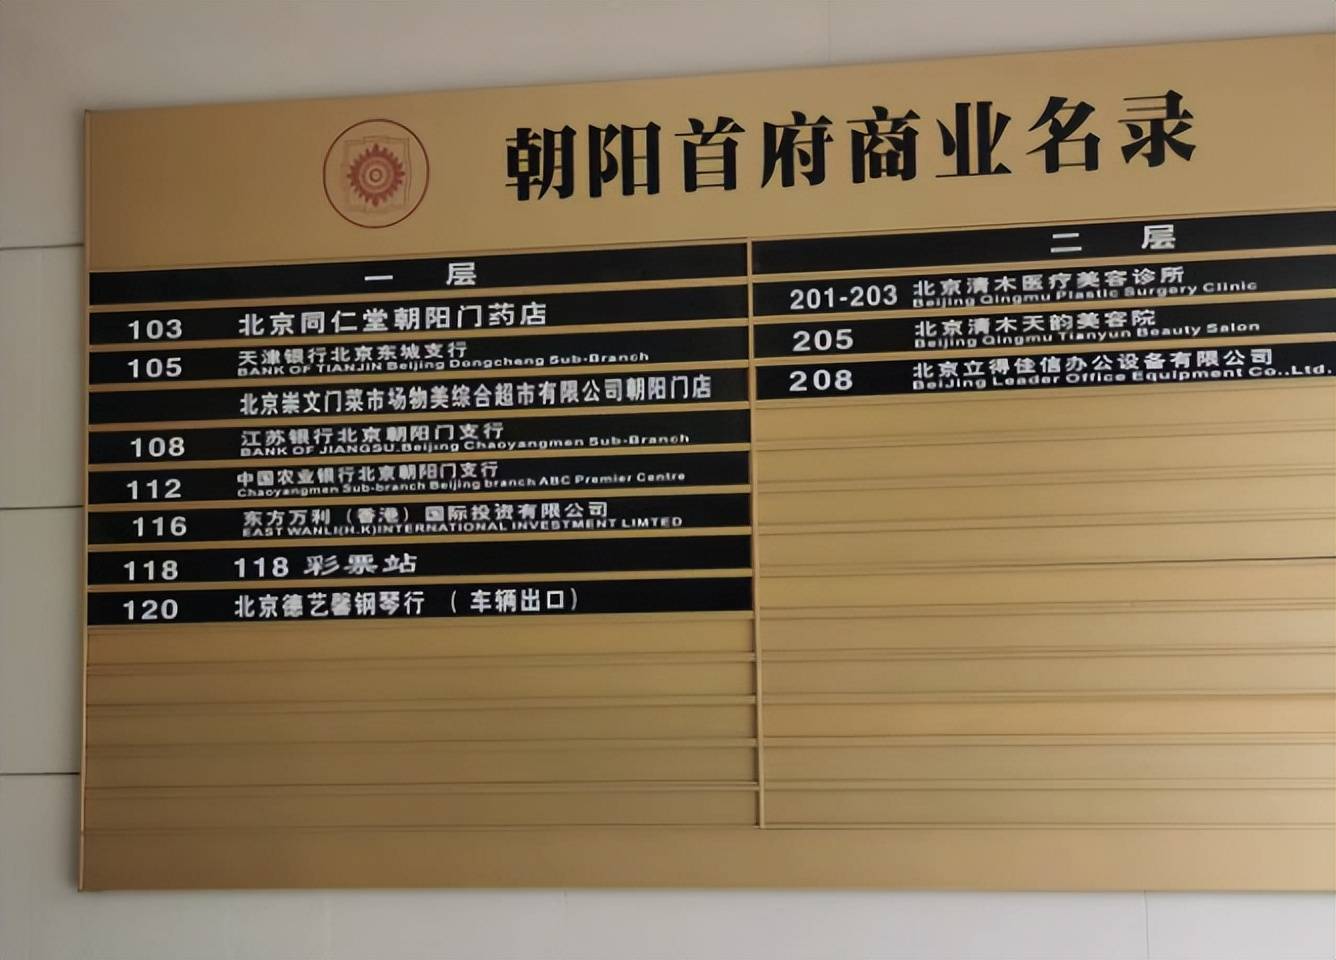 朝阳首府商业名录
一 层
103 北京同仁堂朝阳门药店
105 天津银行北京东城支行
BANK OF TIANJIN Beijing Dongcheng Sub-Branch
北京崇文门菜市场物美综合超市有限公司朝阳门店
108 江苏银行北京朝阳门支行
BANK OF JIANGSU.Beijing Chaoyangmen Sub-Branch
112 中国农业银行北京朝阳门支行
Chaoyangmen Sub-branch Beijing branch ABC Premier Centre
116 东方万利（香港）国际投资有限公司
EAST WANLI(H.K)INTERNATIONAL INVESTMENT LIMTED
118 118 彩票站
120 北京德艺馨钢琴行 （ 车辆出口）
二 层
201-203 北京清木医疗美容诊所
Beijing Qingmu Plastic Surgery Clinic
205 北京清木天韵美容院
Beijing Qingmu Tianyun Beauty Salon
208 北京立得佳信办公设备有限公司
BeiJing Leader Office Equipment Co.,Ltd.